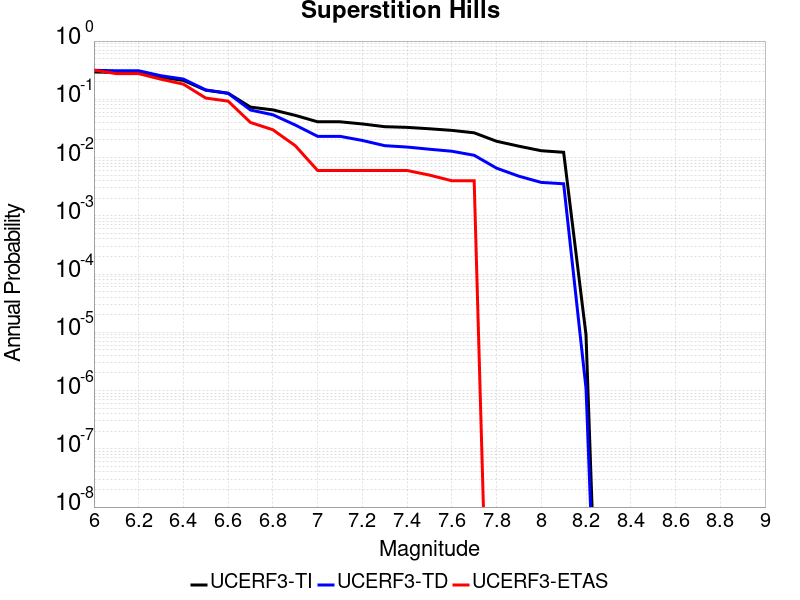 Superstition Hills
10^0
10^-1
10^-2
10^-3
10^-4
10^-5
10^-6
10^-7
10^-8
Annual Probability
6 6.2 6.4 6.6 6.8 7 7.2 7.4 7.6 7.8 8 8.2 8.4 8.6 8.8 9
Magnitude
UCERF3-TI UCERF3-TD UCERF3-ETAS